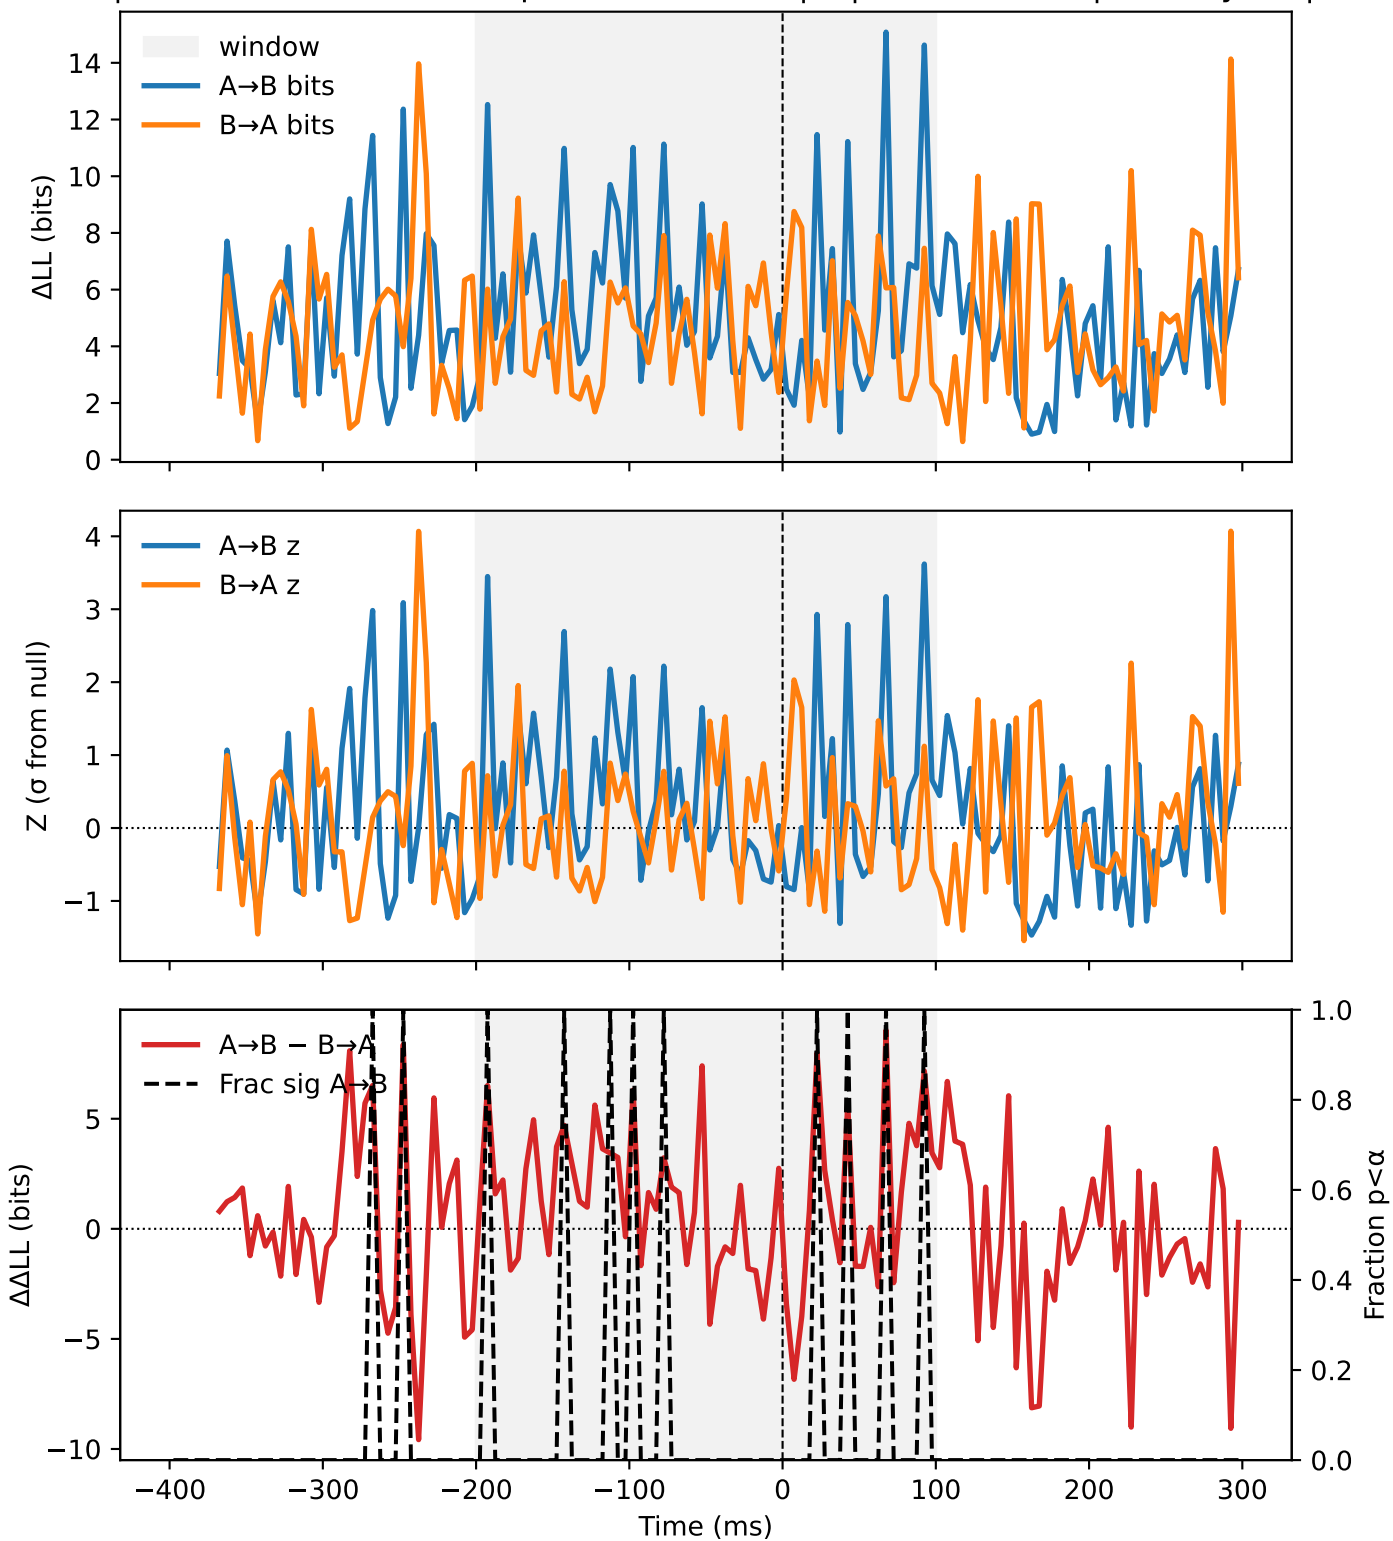 window
A→B bits
B→A bits
ΔLL (bits)
14
12
10
8
6
4
2
0
A→B z
B→A z
Z (σ from null)
4
3
2
1
0
−1
A→B − B→A
Frac sig A→B
ΔΔLL (bits)
5
0
−5
−10
1.0
0.8
0.6
0.4
0.2
0.0
Fraction p<α
−400 −300 −200 −100 0 100 200 300
Time (ms)